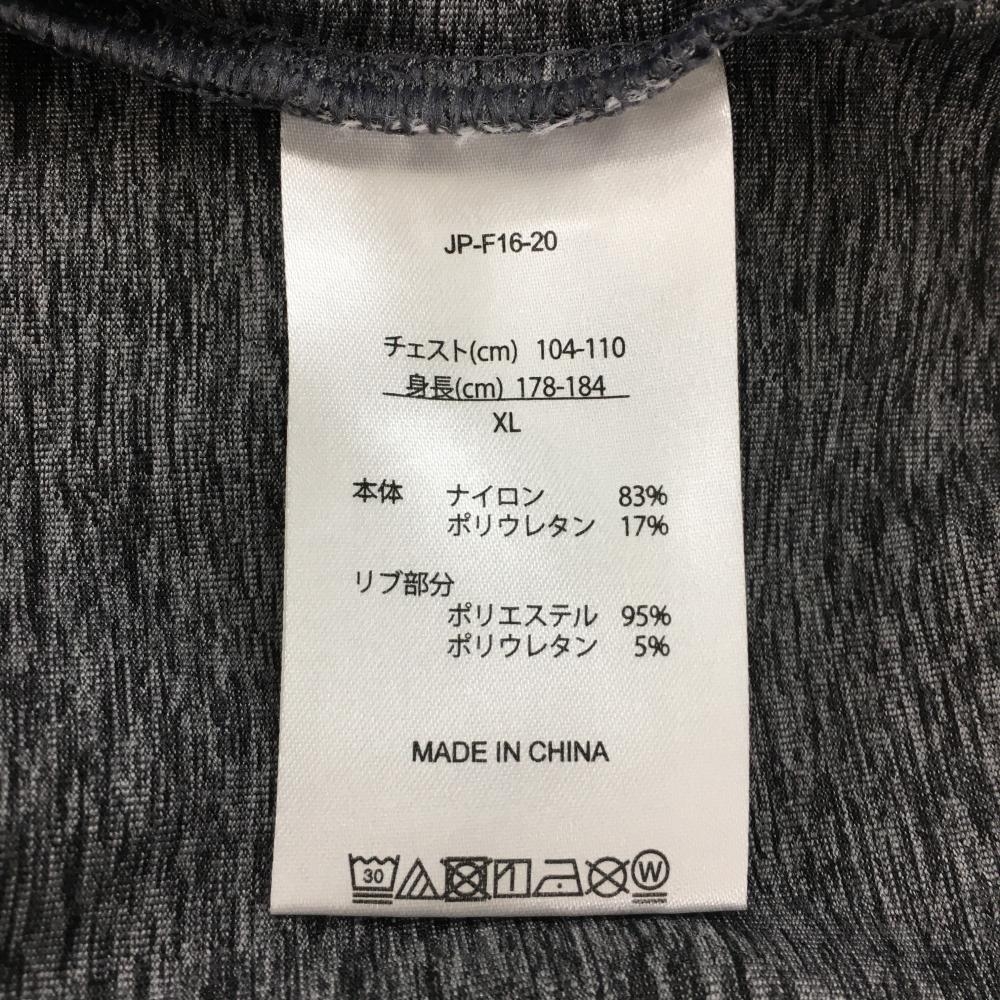 JP-F16-20
チェスト(cm) 104-110
身長(cm) 178-184
XL
本体 ナイロン 83%
ポリウレタン 17%
リブ部分
ポリエステル 95%
ポリウレタン 5%
MADE IN CHINA
30 W